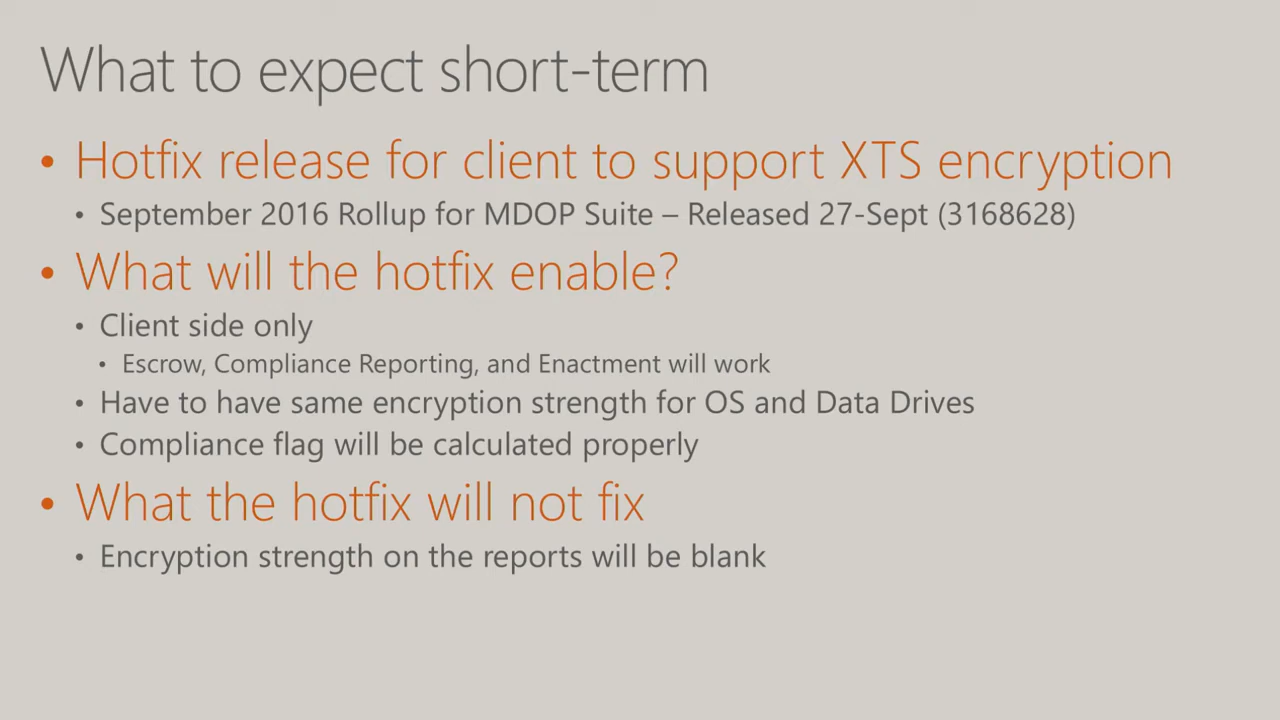 What to expect short-term
• Hotfix release for client to support XTS encryption
• September 2016 Rollup for MDOP Suite – Released 27-Sept (3168628)
• What will the hotfix enable?
• Client side only
• Escrow, Compliance Reporting, and Enactment will work
• Have to have same encryption strength for OS and Data Drives
• Compliance flag will be calculated properly
• What the hotfix will not fix
• Encryption strength on the reports will be blank